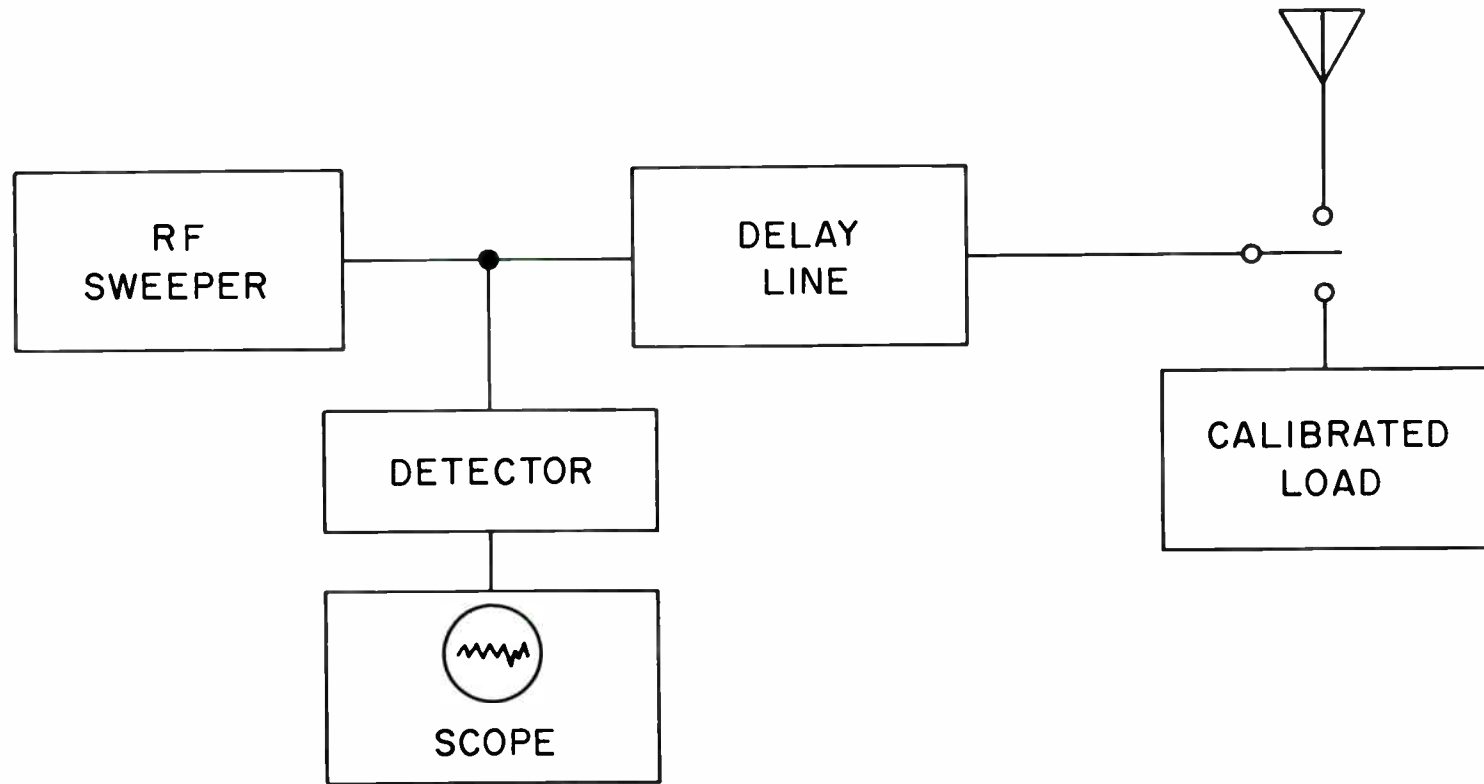 RF
SWEEPER
DELAY
LINE
DETECTOR
CALIBRATED
LOAD
SCOPE